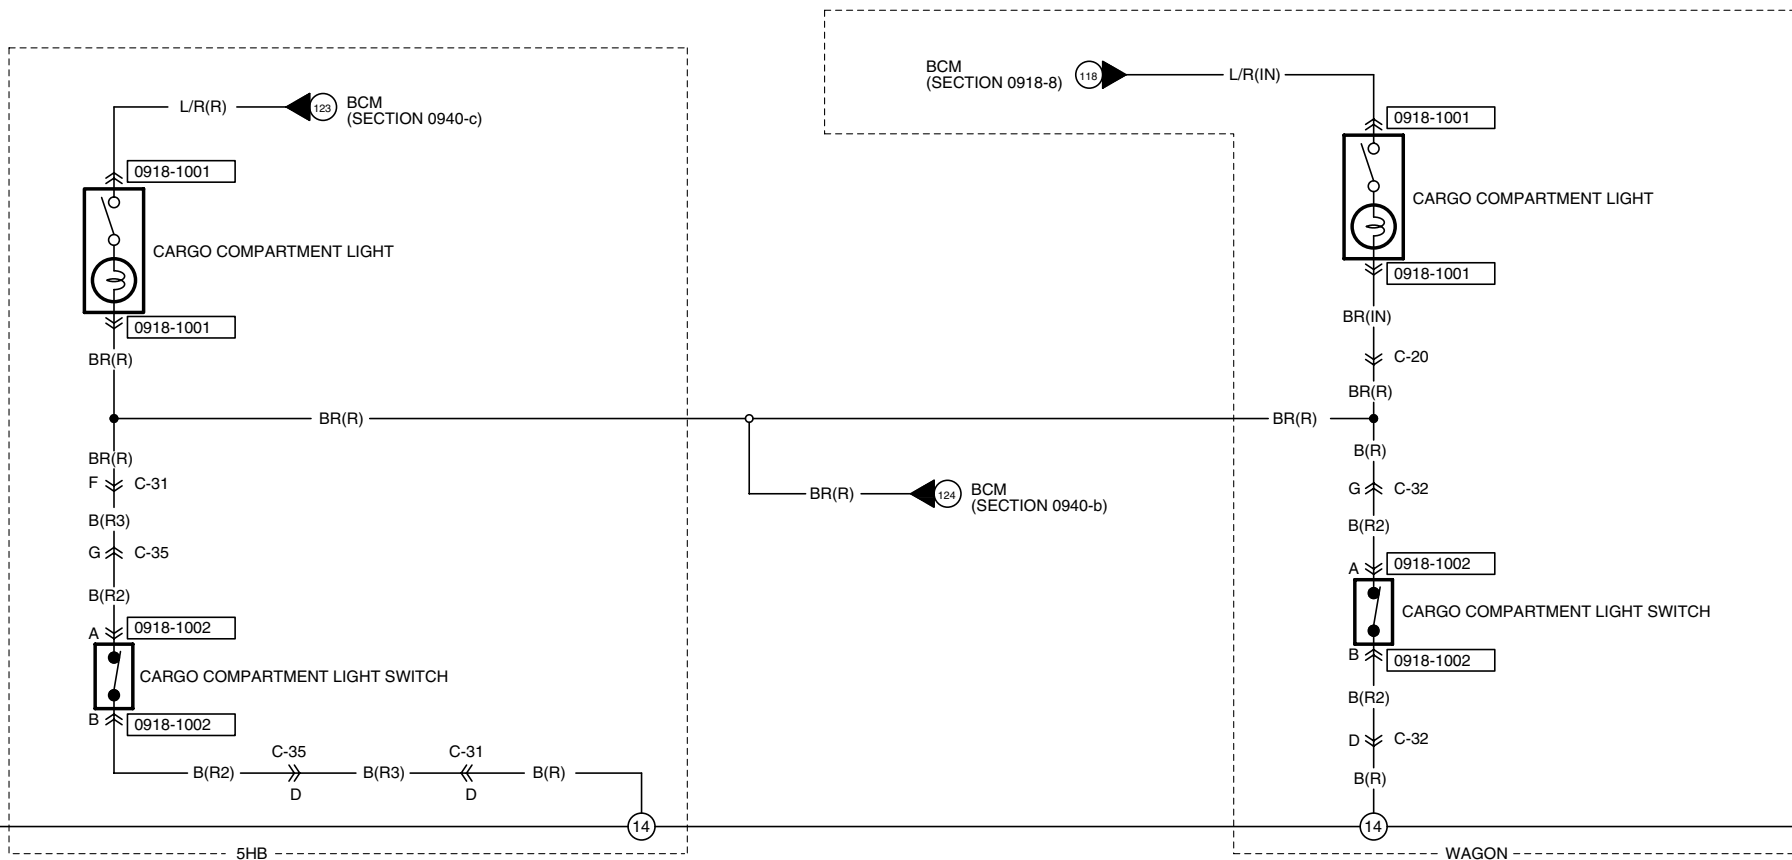 L/R(R)
123
BCM
(SECTION 0940-c)
0918-1001
CARGO COMPARTMENT LIGHT
0918-1001
BR(R)
BR(R)
BR(R)
F
C-31
B(R3)
G
C-35
B(R2)
A
0918-1002
CARGO COMPARTMENT LIGHT SWITCH
B
0918-1002
B(R2)
C-35
D
B(R3)
C-31
D
B(R)
14
5HB
BR(R)
124
BCM
(SECTION 0940-b)
BCM
(SECTION 0918-8)
118
L/R(IN)
0918-1001
CARGO COMPARTMENT LIGHT
0918-1001
BR(IN)
C-20
BR(R)
BR(R)
B(R)
G
C-32
B(R2)
A
0918-1002
CARGO COMPARTMENT LIGHT SWITCH
B
0918-1002
B(R2)
D
C-32
B(R)
14
WAGON